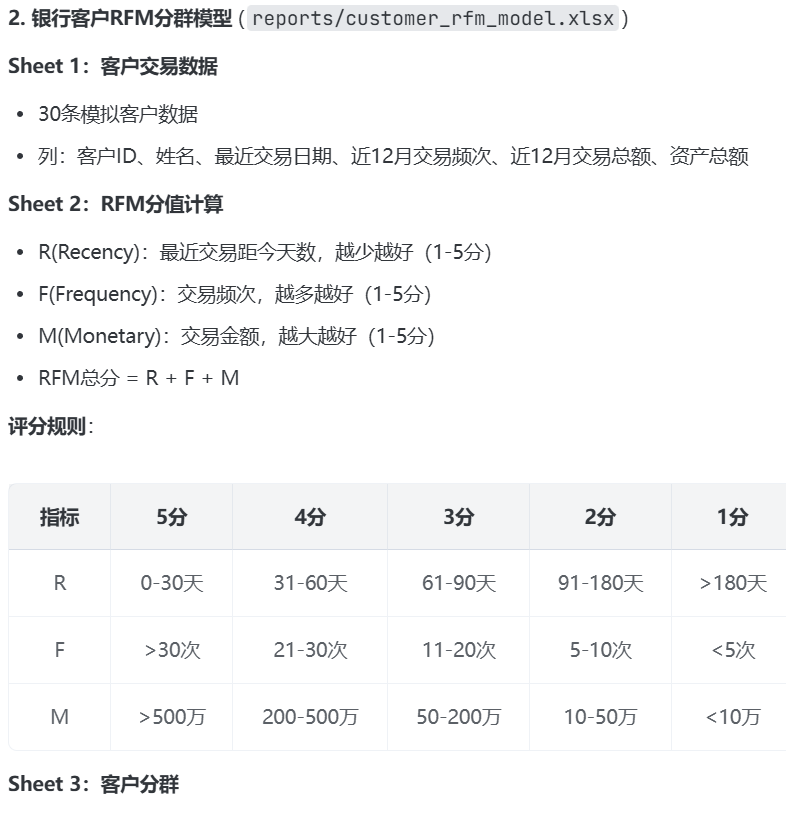 2. 银行客户RFM分群模型 (reports/customer_rfm_model.xlsx)
Sheet 1：客户交易数据
• 30条模拟客户数据
• 列：客户ID、姓名、最近交易日期、近12月交易频次、近12月交易总额、资产总额
Sheet 2：RFM分值计算
• R(Recency)：最近交易距今天数，越少越好（1-5分）
• F(Frequency)：交易频次，越多越好（1-5分）
• M(Monetary)：交易金额，越大越好（1-5分）
• RFM总分 = R + F + M
评分规则：
指标 5分 4分 3分 2分 1分
R 0-30天 31-60天 61-90天 91-180天 >180天
F >30次 21-30次 11-20次 5-10次 <5次
M >500万 200-500万 50-200万 10-50万 <10万
Sheet 3：客户分群